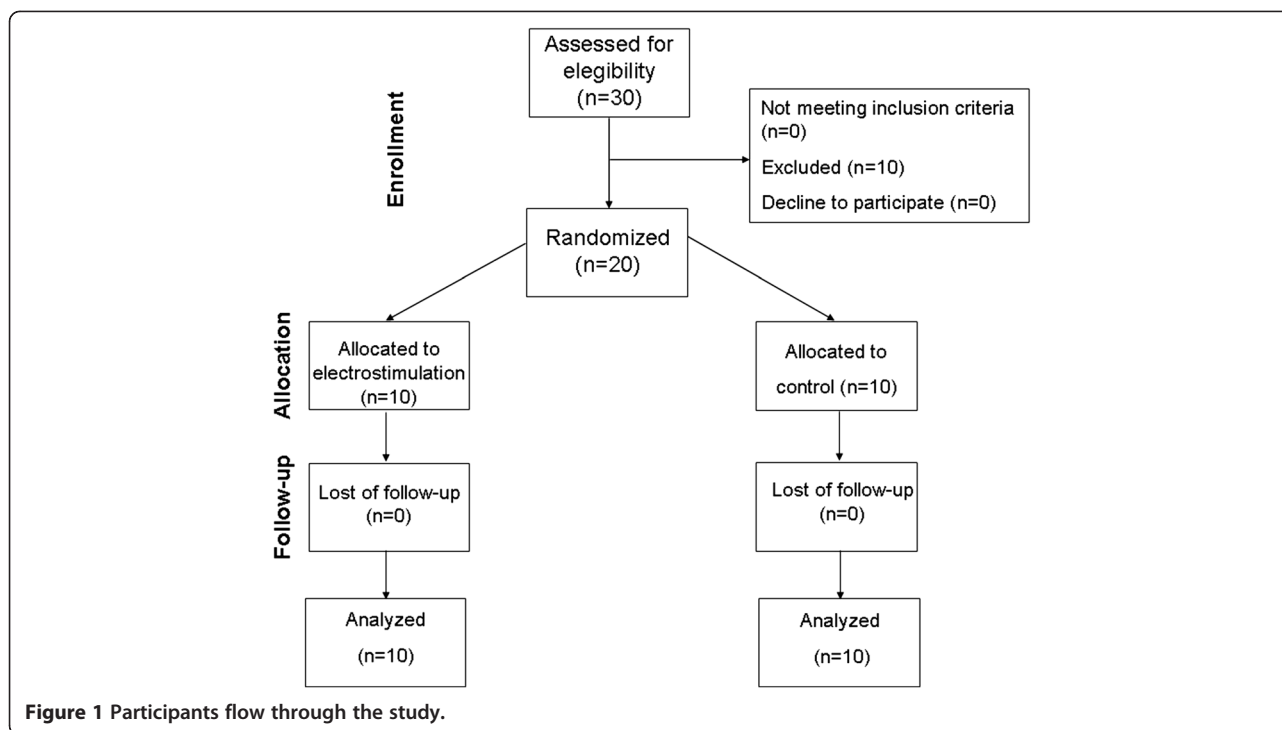 Assessed for
elegibility
(n=30)
Enrollment
Not meeting inclusion criteria
(n=0)
Excluded (n=10)
Decline to participate (n=0)
Randomized
(n=20)
Allocation
Allocated to
electrostimulation
(n=10)
Allocated to
control (n=10)
Follow-up
Lost of follow-up
(n=0)
Lost of follow-up
(n=0)
Analyzed
(n=10)
Analyzed
(n=10)
Figure 1 Participants flow through the study.